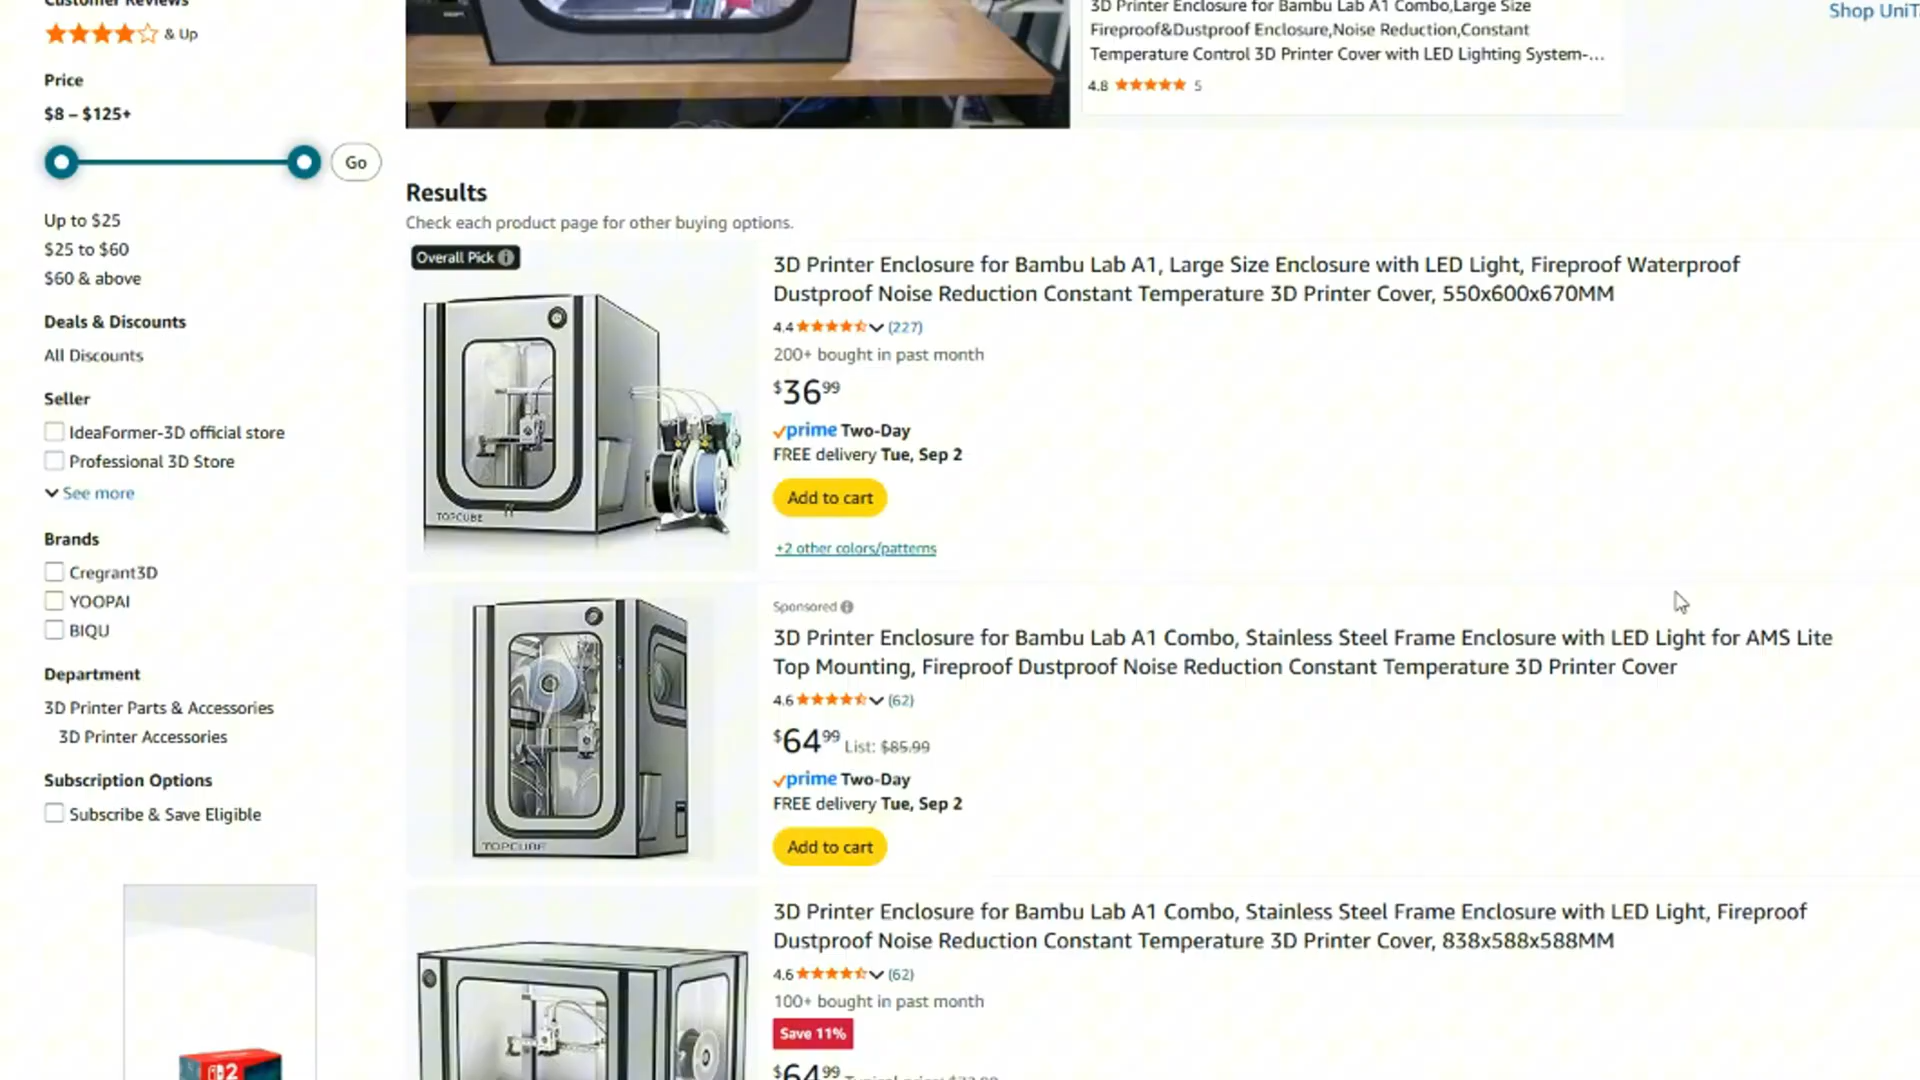 Customer Reviews
& Up
Price
$8 – $125+
Go
Up to $25
$25 to $60
$60 & above
Deals & Discounts
All Discounts
Seller
IdeaFormer-3D official store
Professional 3D Store
See more
Brands
Cregrant3D
YOOPAI
BIQU
Department
3D Printer Parts & Accessories
3D Printer Accessories
Subscription Options
Subscribe & Save Eligible
2
3D Printer Enclosure for Bambu Lab A1 Combo,Large Size
Fireproof&Dustproof Enclosure,Noise Reduction,Constant
Temperature Control 3D Printer Cover with LED Lighting System-...
4.8 5
Shop UniT
Results
Check each product page for other buying options.
Overall Pick
TOPCUBE
3D Printer Enclosure for Bambu Lab A1, Large Size Enclosure with LED Light, Fireproof Waterproof
Dustproof Noise Reduction Constant Temperature 3D Printer Cover, 550x600x670MM
4.4 (227)
200+ bought in past month
$36.99
prime Two-Day
FREE delivery Tue, Sep 2
Add to cart
+2 other colors/patterns
TOPCUBE
Sponsored
3D Printer Enclosure for Bambu Lab A1 Combo, Stainless Steel Frame Enclosure with LED Light for AMS Lite
Top Mounting, Fireproof Dustproof Noise Reduction Constant Temperature 3D Printer Cover
4.6 (62)
$64.99 List: $85.99
prime Two-Day
FREE delivery Tue, Sep 2
Add to cart
3D Printer Enclosure for Bambu Lab A1 Combo, Stainless Steel Frame Enclosure with LED Light, Fireproof
Dustproof Noise Reduction Constant Temperature 3D Printer Cover, 838x588x588MM
4.6 (62)
100+ bought in past month
Save 11%
$64.99 Typical price: